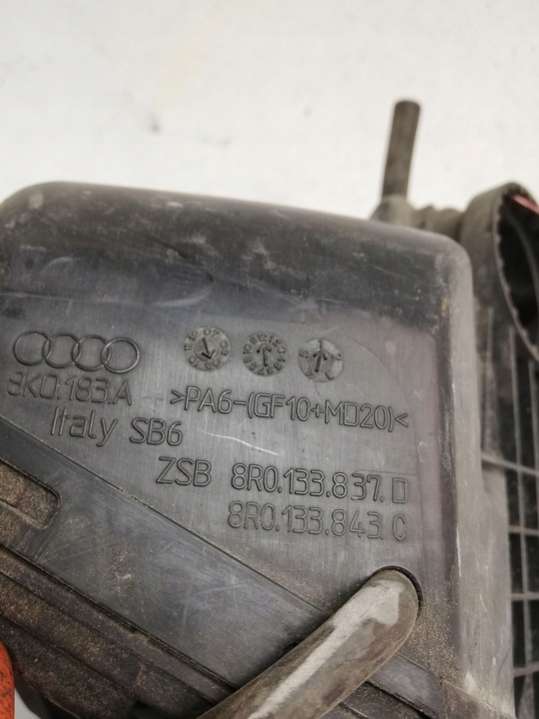 8K0.183.A
>PA6-(GF10+MD20)<
Italy SB6
ZSB 8R0.133.837.D
8R0.133.843.C